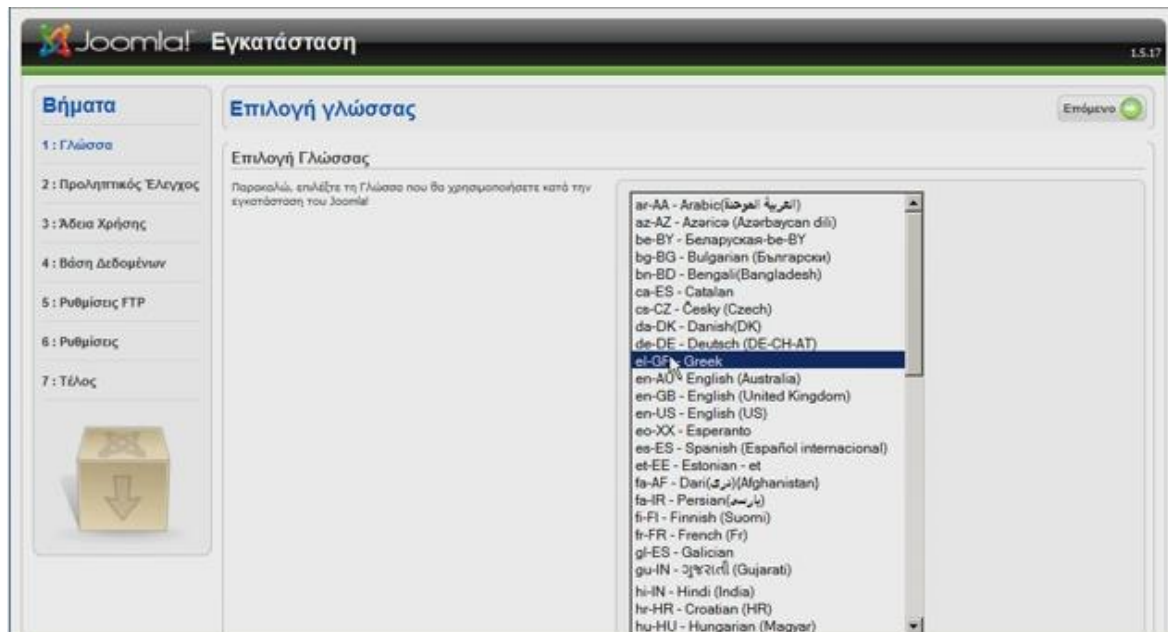 Joomla! Εγκατάσταση
1.5.17
Βήματα
1 : Γλώσσα
2 : Προληπτικός Έλεγχος
3 : Άδεια Χρήσης
4 : Βάση Δεδομένων
5 : Ρυθμίσεις FTP
6 : Ρυθμίσεις
7 : Τέλος
Επιλογή γλώσσας
Επόμενο
Επιλογή Γλώσσας
Παρακαλώ, επιλέξτε τη Γλώσσα που θα χρησιμοποιήσετε κατά την
εγκατάσταση του Joomla!
ar-AA - Arabic
az-AZ - Azəricə (Azərbaycan dili)
be-BY - Беларуская-be-BY
bg-BG - Bulgarian (Български)
bn-BD - Bengali(Bangladesh)
ca-ES - Catalan
cs-CZ - Česky (Czech)
da-DK - Danish(DK)
de-DE - Deutsch (DE-CH-AT)
Greek
en-AU - English (Australia)
en-GB - English (United Kingdom)
en-US - English (US)
eo-XX - Esperanto
es-ES - Spanish (Español internacional)
et-EE - Estonian - et
fa-AF - Dari(دری)(Afghanistan)
fa-IR - Persian(پارسی)
fi-FI - Finnish (Suomi)
fr-FR - French (Fr)
gl-ES - Galician
gu-IN - ગુજરાતી (Gujarati)
hi-IN - Hindi (India)
hr-HR - Croatian (HR)
hu-HU - Hungarian (Magyar)